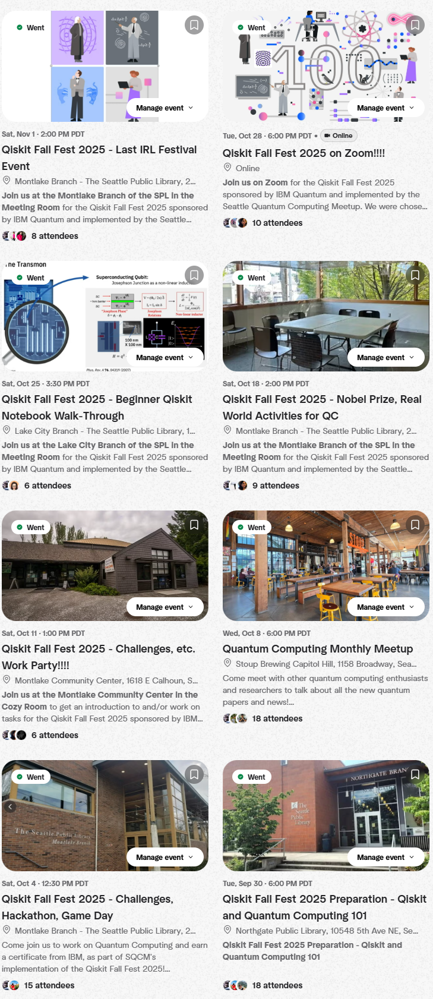 Went
Manage event
Sat, Nov 1 · 2:00 PM PDT
Qiskit Fall Fest 2025 - Last IRL Festival
Event
Montlake Branch - The Seattle Public Library, 2...
Join us at the Montlake Branch of the SPL in the
Meeting Room for the Qiskit Fall Fest 2025 sponsored
by IBM Quantum and implemented by the Seattle...
8 attendees
Went
100
Manage event
Tue, Oct 28 · 6:00 PM PDT • Online
Qiskit Fall Fest 2025 on Zoom!!!!
Online
Join us on Zoom for the Qiskit Fall Fest 2025
sponsored by IBM Quantum and implemented by the
Seattle Quantum Computing Meetup. We were chose...
10 attendees
The Transmon
Went
Superconducting Qubit:
Josephson Junction as a non-linear induc
SC
SC
"Josephson Phase"
Josephson
Relations
Non-linear
inductor
100 nm
X 100 nm
Phys. Rev. A 76, 04319 (2007)
Manage event
Sat, Oct 25 · 3:30 PM PDT
Qiskit Fall Fest 2025 - Beginner Qiskit
Notebook Walk-Through
Lake City Branch - The Seattle Public Library, 1...
Join us at the Lake City Branch of the SPL in the
Meeting Room for the Qiskit Fall Fest 2025 sponsored
by IBM Quantum and implemented by the Seattle...
6 attendees
Went
Manage event
Sat, Oct 18 · 2:00 PM PDT
Qiskit Fall Fest 2025 - Nobel Prize, Real
World Activities for QC
Montlake Branch - The Seattle Public Library, 2...
Join us at the Montlake Branch of the SPL in the
Meeting Room for the Qiskit Fall Fest 2025 sponsored
by IBM Quantum and implemented by the Seattle...
9 attendees
Went
Manage event
Sat, Oct 11 · 1:00 PM PDT
Qiskit Fall Fest 2025 - Challenges, etc.
Work Party!!!!
Montlake Community Center, 1618 E Calhoun, S...
Join us at the Montlake Community Center in the
Cozy Room to get an introduction to and/or work on
tasks for the Qiskit Fall Fest 2025 sponsored by IBM...
6 attendees
Went
STOUP
Manage event
Wed, Oct 8 · 6:00 PM PDT
Quantum Computing Monthly Meetup
Stoup Brewing Capitol Hill, 1158 Broadway, Sea...
Come meet with other quantum computing enthusiasts
and researchers to talk about all the new quantum
papers and news!...
18 attendees
Went
The Seattle Public Library
Montlake Branch
Manage event
Sat, Oct 4 · 12:30 PM PDT
Qiskit Fall Fest 2025 - Challenges,
Hackathon, Game Day
Montlake Branch - The Seattle Public Library, 2...
Come join us to work on Quantum Computing and earn
a certificate from IBM, as part of SQCM's
implementation of the Qiskit Fall Fest 2025!...
15 attendees
Went
NORTHGATE BRANC
The
Seattle
Public
Library
Manage event
Tue, Sep 30 · 6:00 PM PDT
Qiskit Fall Fest 2025 Preparation - Qiskit
and Quantum Computing 101
Northgate Public Library, 10548 5th Ave NE, Se...
Qiskit Fall Fest 2025 Preparation - Qiskit and
Quantum Computing 101
18 attendees